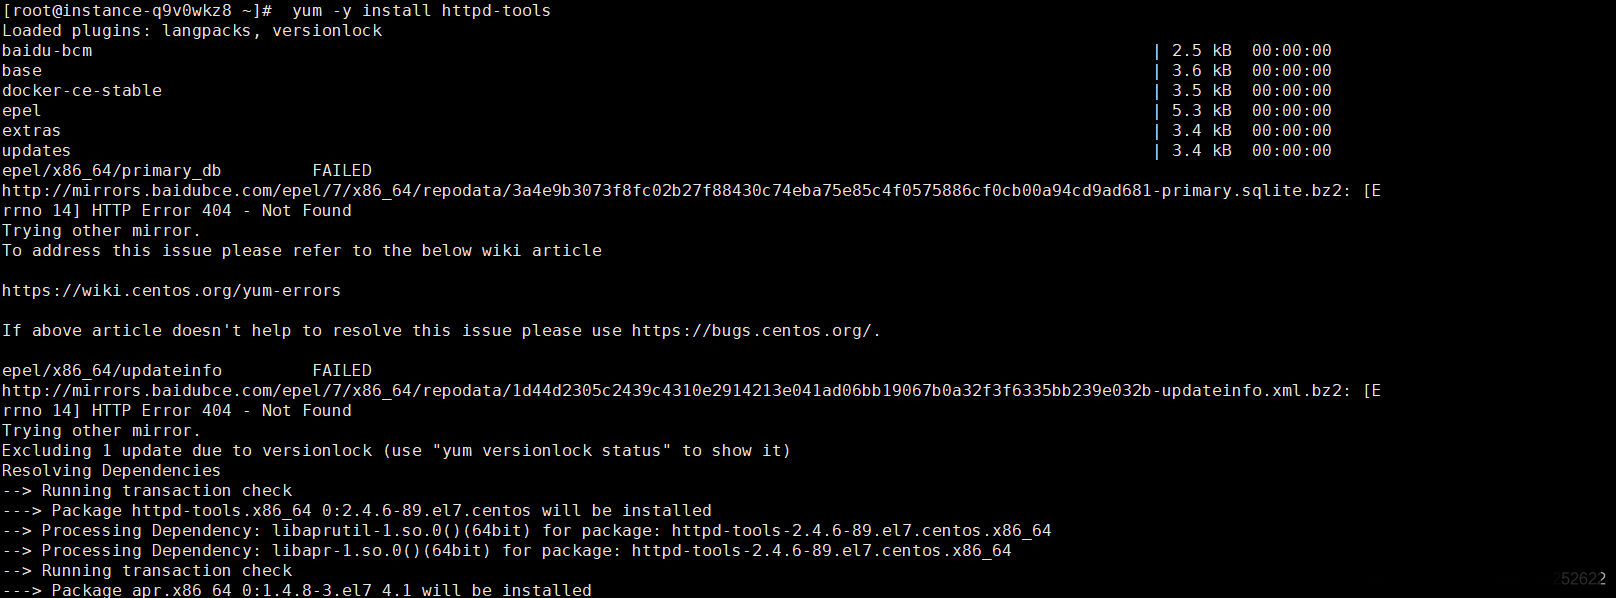 [root@instance-q9v0wkz8 ~]#  yum -y install httpd-tools
Loaded plugins: langpacks, versionlock
baidu-bcm | 2.5 kB  00:00:00
base | 3.6 kB  00:00:00
docker-ce-stable | 3.5 kB  00:00:00
epel | 5.3 kB  00:00:00
extras | 3.4 kB  00:00:00
updates | 3.4 kB  00:00:00
epel/x86_64/primary_db         FAILED
http://mirrors.baidubce.com/epel/7/x86_64/repodata/3a4e9b3073f8fc02b27f88430c74eba75e85c4f0575886cf0cb00a94cd9ad681-primary.sqlite.bz2: [E
rrno 14] HTTP Error 404 - Not Found
Trying other mirror.
To address this issue please refer to the below wiki article
https://wiki.centos.org/yum-errors
If above article doesn't help to resolve this issue please use https://bugs.centos.org/.
epel/x86_64/updateinfo         FAILED
http://mirrors.baidubce.com/epel/7/x86_64/repodata/1d44d2305c2439c4310e2914213e041ad06bb19067b0a32f3f6335bb239e032b-updateinfo.xml.bz2: [E
rrno 14] HTTP Error 404 - Not Found
Trying other mirror.
Excluding 1 update due to versionlock (use "yum versionlock status" to show it)
Resolving Dependencies
--> Running transaction check
---> Package httpd-tools.x86_64 0:2.4.6-89.el7.centos will be installed
--> Processing Dependency: libaprutil-1.so.0()(64bit) for package: httpd-tools-2.4.6-89.el7.centos.x86_64
--> Processing Dependency: libapr-1.so.0()(64bit) for package: httpd-tools-2.4.6-89.el7.centos.x86_64
--> Running transaction check
---> Package apr.x86_64 0:1.4.8-3.el7_4.1 will be installed